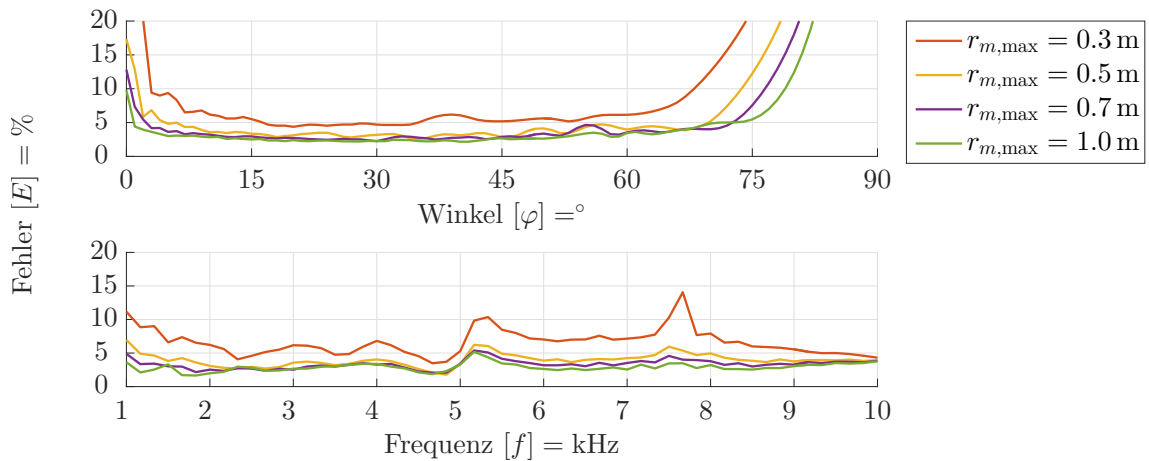 Fehler [E] = %
20
15
10
5
0
0 15 30 45 60 75 90
Winkel [φ] =°
20
15
10
5
0
1 2 3 4 5 6 7 8 9 10
Frequenz [f] = kHz
r_{m,max} = 0.3 m
r_{m,max} = 0.5 m
r_{m,max} = 0.7 m
r_{m,max} = 1.0 m